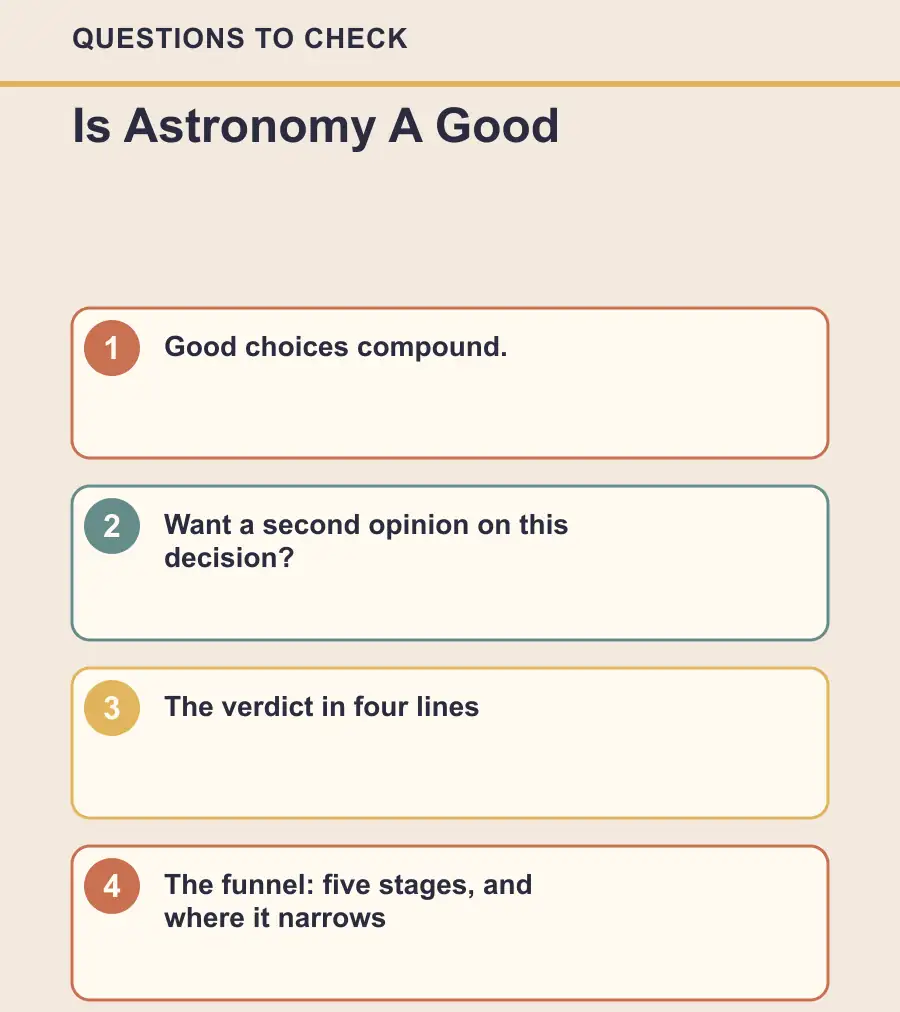 QUESTIONS TO CHECK
Is Astronomy A Good
1
Good choices compound.
2
Want a second opinion on this
decision?
3
The verdict in four lines
4
The funnel: five stages, and
where it narrows